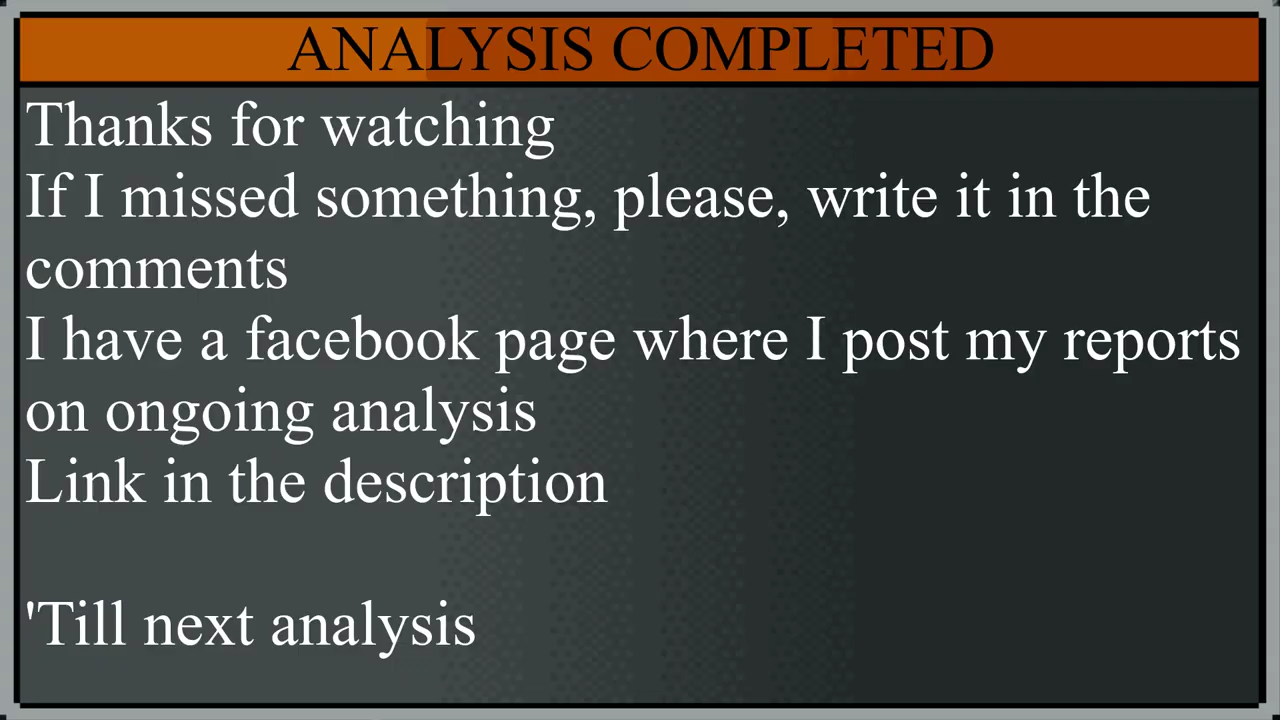 ANALYSIS COMPLETED
Thanks for watching
If I missed something, please, write it in the
comments
I have a facebook page where I post my reports
on ongoing analysis
Link in the description
'Till next analysis